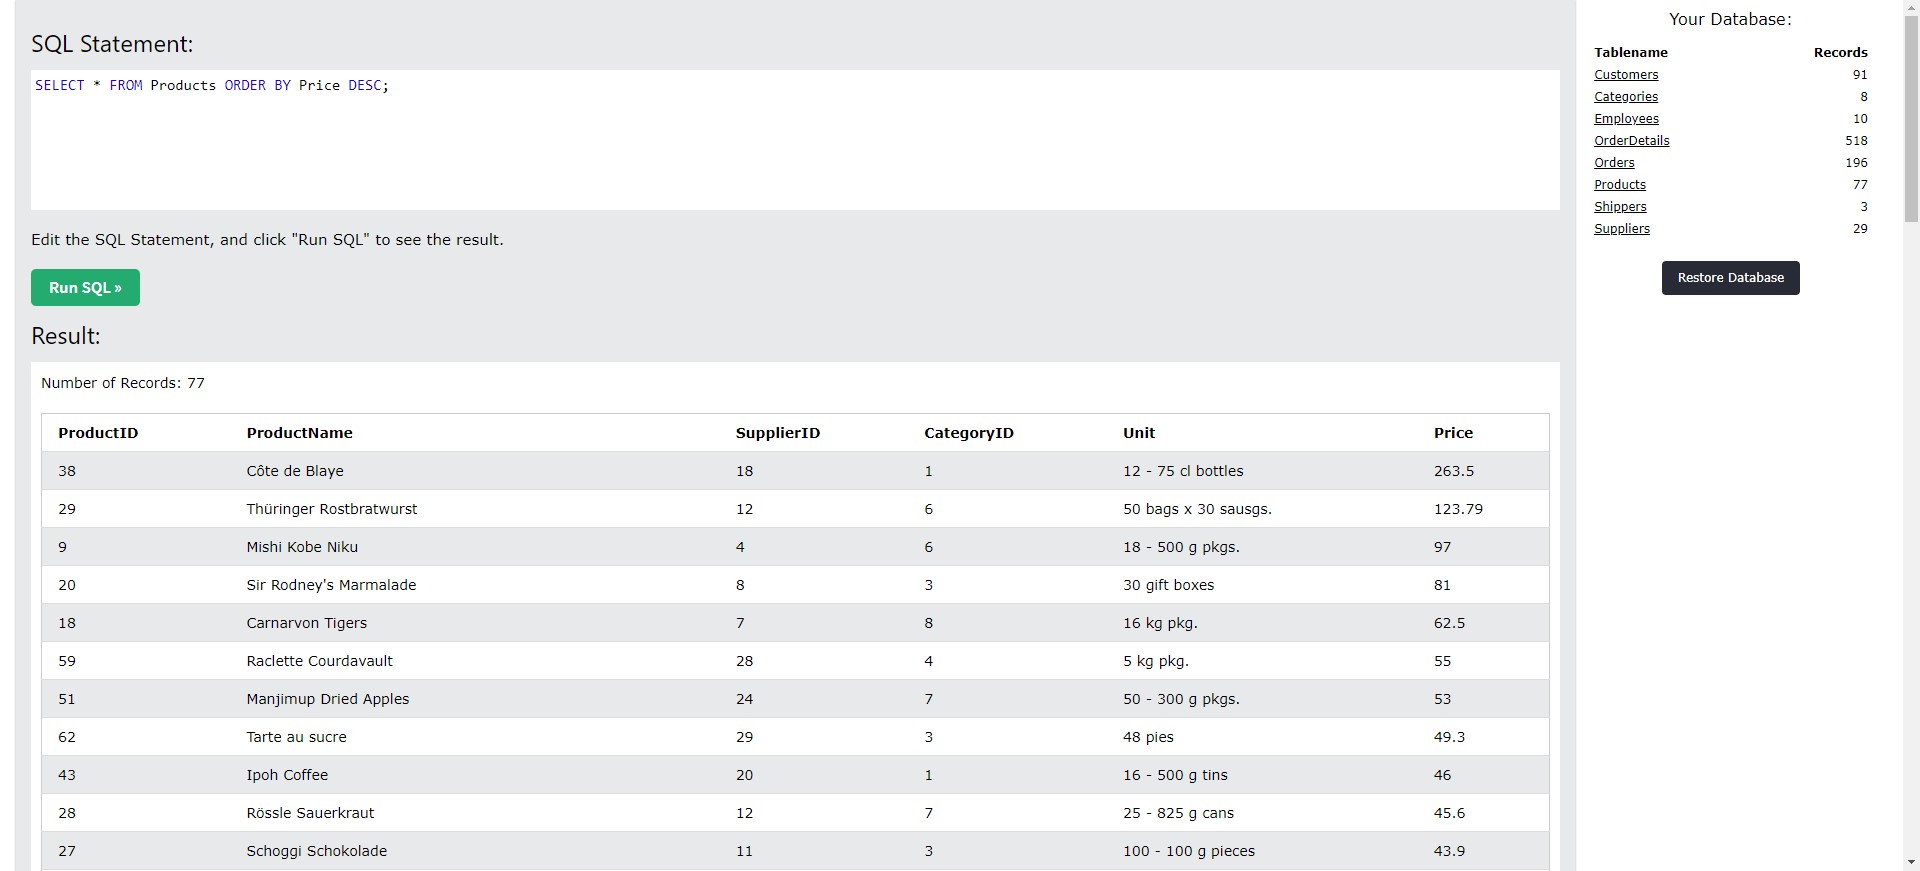 SQL Statement:
SELECT * FROM Products ORDER BY Price DESC;
Edit the SQL Statement, and click "Run SQL" to see the result.
Run SQL »
Result:
Number of Records: 77
ProductID ProductName SupplierID CategoryID Unit Price
38 Côte de Blaye 18 1 12 - 75 cl bottles 263.5
29 Thüringer Rostbratwurst 12 6 50 bags x 30 sausgs. 123.79
9 Mishi Kobe Niku 4 6 18 - 500 g pkgs. 97
20 Sir Rodney's Marmalade 8 3 30 gift boxes 81
18 Carnarvon Tigers 7 8 16 kg pkg. 62.5
59 Raclette Courdavault 28 4 5 kg pkg. 55
51 Manjimup Dried Apples 24 7 50 - 300 g pkgs. 53
62 Tarte au sucre 29 3 48 pies 49.3
43 Ipoh Coffee 20 1 16 - 500 g tins 46
28 Rössle Sauerkraut 12 7 25 - 825 g cans 45.6
27 Schoggi Schokolade 11 3 100 - 100 g pieces 43.9
Your Database:
Tablename Records
Customers 91
Categories 8
Employees 10
OrderDetails 518
Orders 196
Products 77
Shippers 3
Suppliers 29
Restore Database